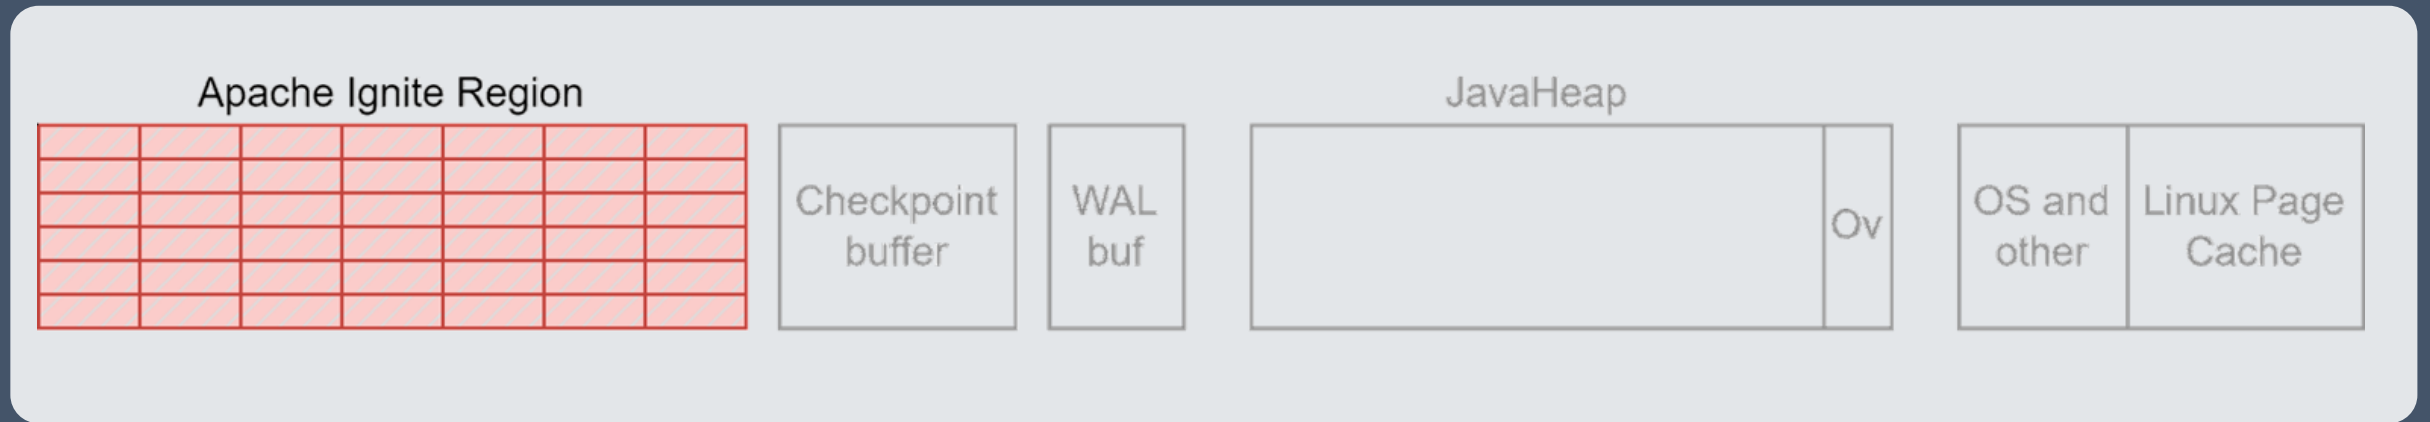 Apache Ignite Region
JavaHeap
Checkpoint
buffer
WAL
buf
Ov
OS and
other
Linux Page
Cache